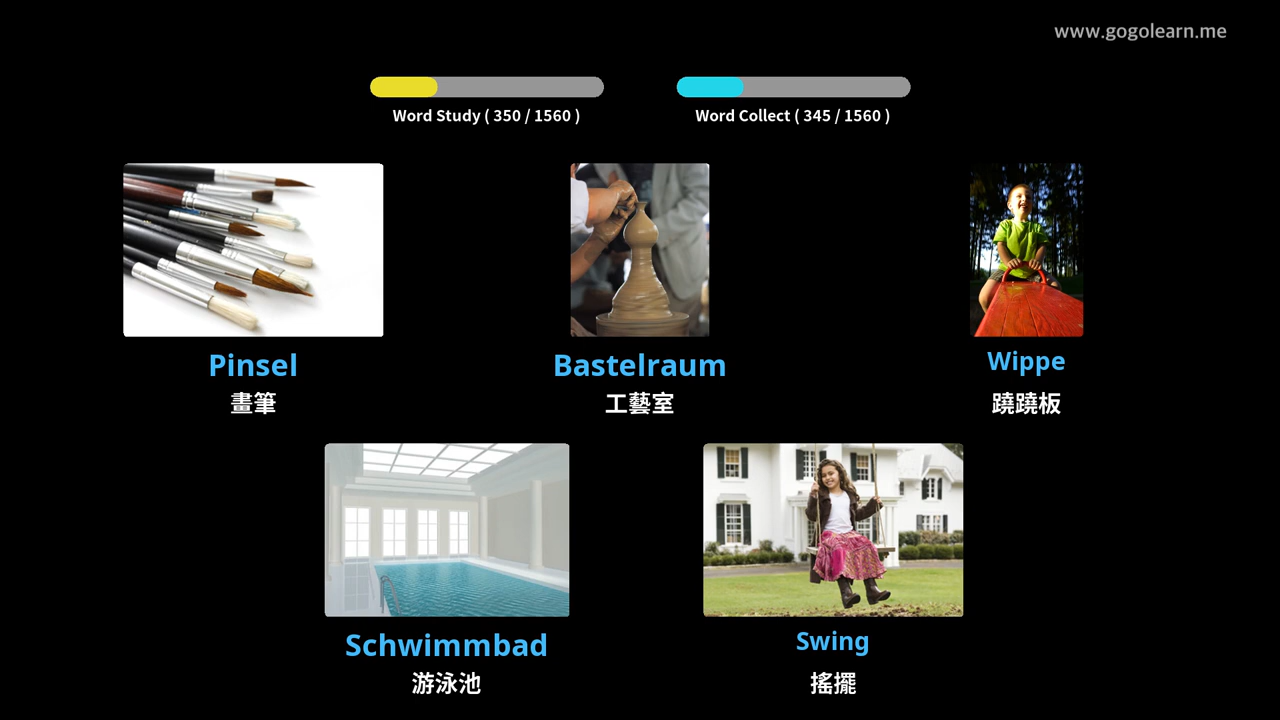 www.gogolearn.me
Word Study ( 350 / 1560 )
Word Collect ( 345 / 1560 )
Pinsel
畫筆
Bastelraum
工藝室
Wippe
蹺蹺板
Schwimmbad
游泳池
Swing
搖擺